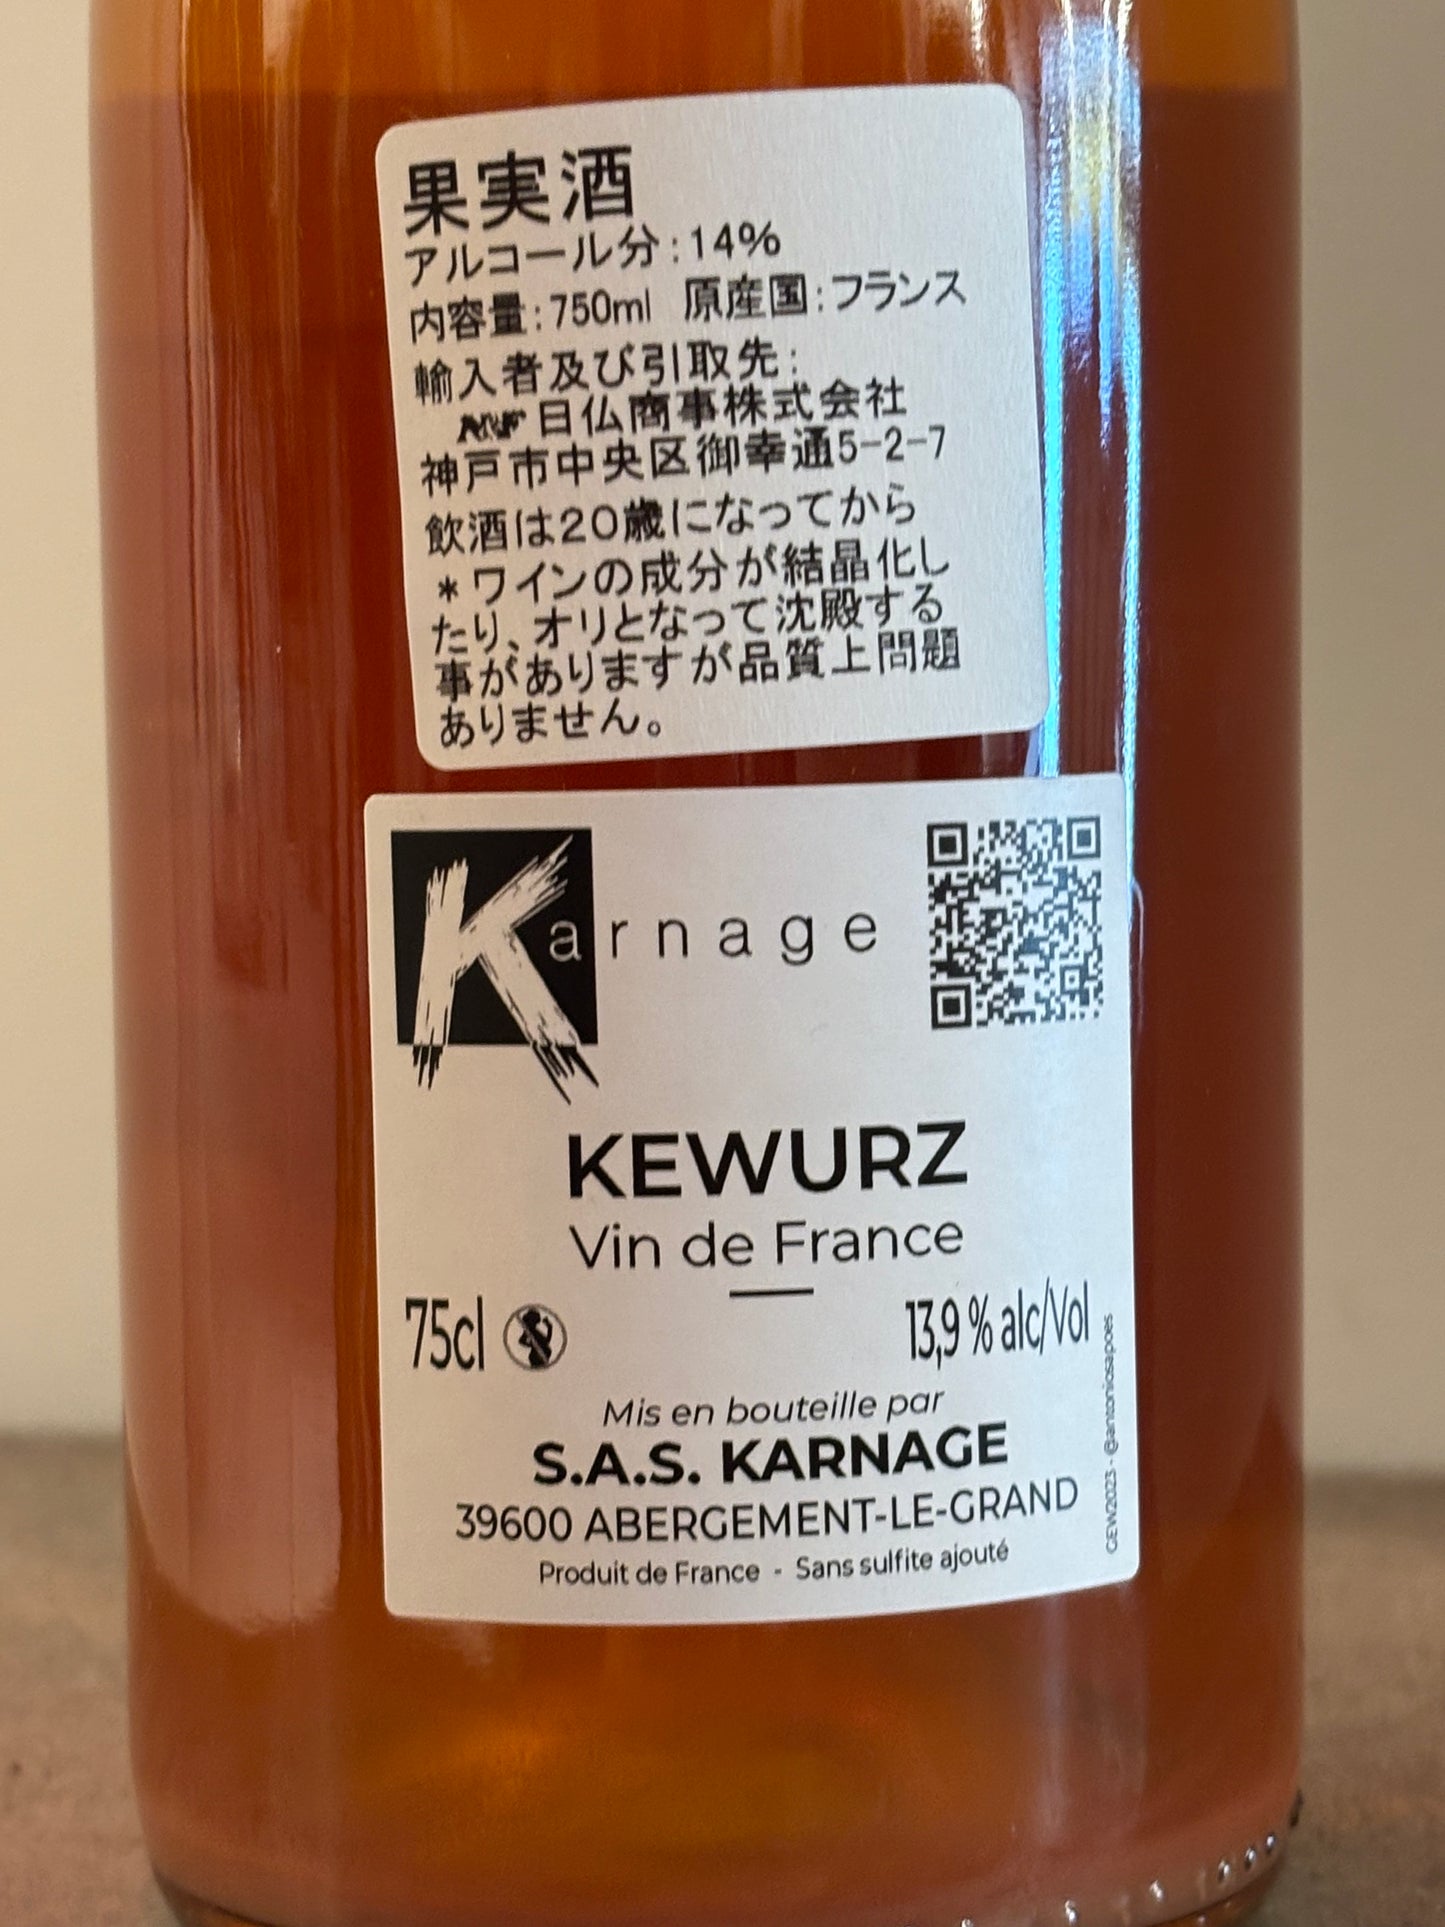 果実酒
アルコール分:14%
内容量:750ml 原産国:フランス
輸入者及び引取先:
日仏商事株式会社
神戸市中央区御幸通5-2-7
飲酒は20歳になってから
*ワインの成分が結晶化し
たり、オリとなって沈殿する
事がありますが品質上問題
ありません。
Karnage
KEWURZ
Vin de France
75cl 13,9 % alc/Vol
Mis en bouteille par
S.A.S. KARNAGE
39600 ABERGEMENT-LE-GRAND
Produit de France - Sans sulfite ajouté
GEW2023 - @antoniosapoes